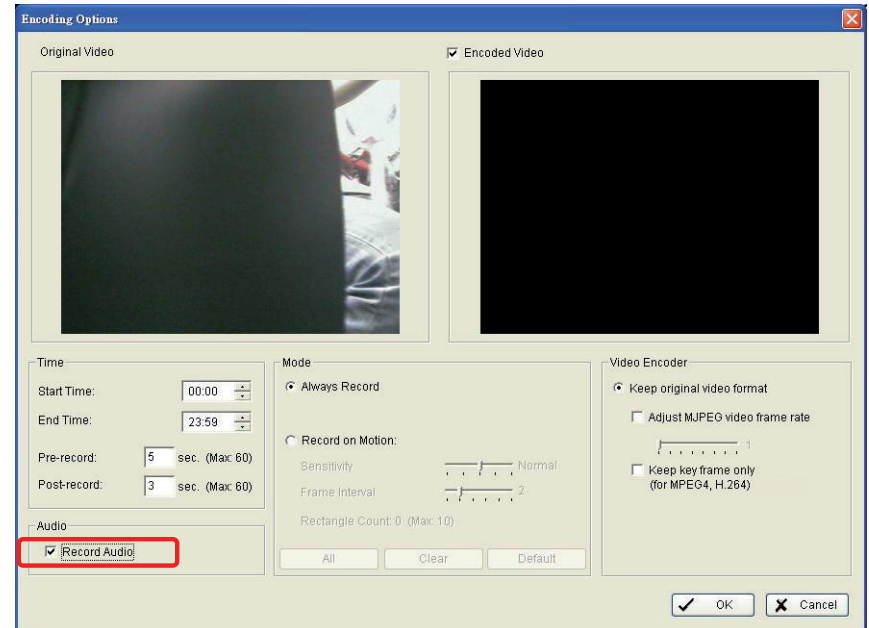 Encoding Options
Original Video
Encoded Video
Time
Start Time: 00:00
End Time: 23:59
Pre-record: 5 sec. (Max: 60)
Post-record: 3 sec. (Max: 60)
Audio
Record Audio
Mode
Always Record
Record on Motion:
Sensitivity Normal
Frame Interval 2
Rectangle Count: 0 (Max: 10)
All Clear Default
Video Encoder
Keep original video format
Adjust MJPEG video frame rate
1
Keep key frame only
(for MPEG4, H.264)
OK Cancel